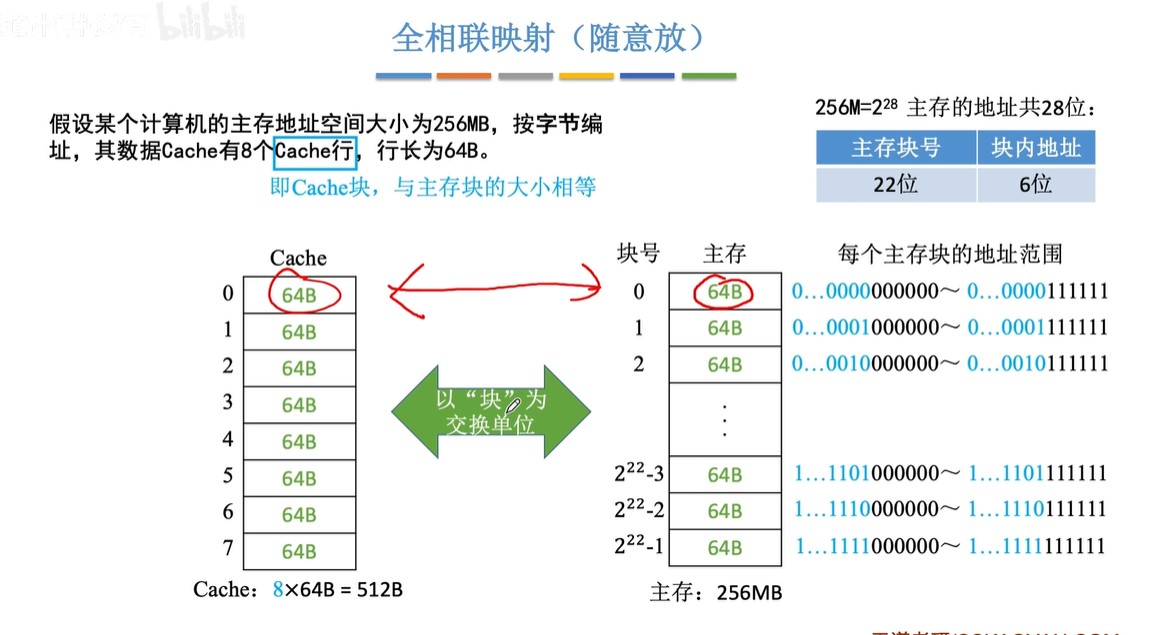 bilibili
全相联映射（随意放）
假设某个计算机的主存地址空间大小为256MB，按字节编
址，其数据Cache有8个Cache行，行长为64B。
即Cache块，与主存块的大小相等
256M=2²⁸ 主存的地址共28位：
主存块号 块内地址
22位 6位
Cache
块号 主存 每个主存块的地址范围
0 64B
1 64B
2 64B
3 64B
4 64B
5 64B
6 64B
7 64B
以“块”为
交换单位
0 64B 0…0000000000～ 0…0000111111
1 64B 0…0001000000～ 0…0001111111
2 64B 0…0010000000～ 0…0010111111
⋮
2²²-3 64B 1…1101000000～ 1…1101111111
2²²-2 64B 1…1110000000～ 1…1110111111
2²²-1 64B 1…1111000000～ 1…1111111111
Cache：8×64B = 512B
主存：256MB